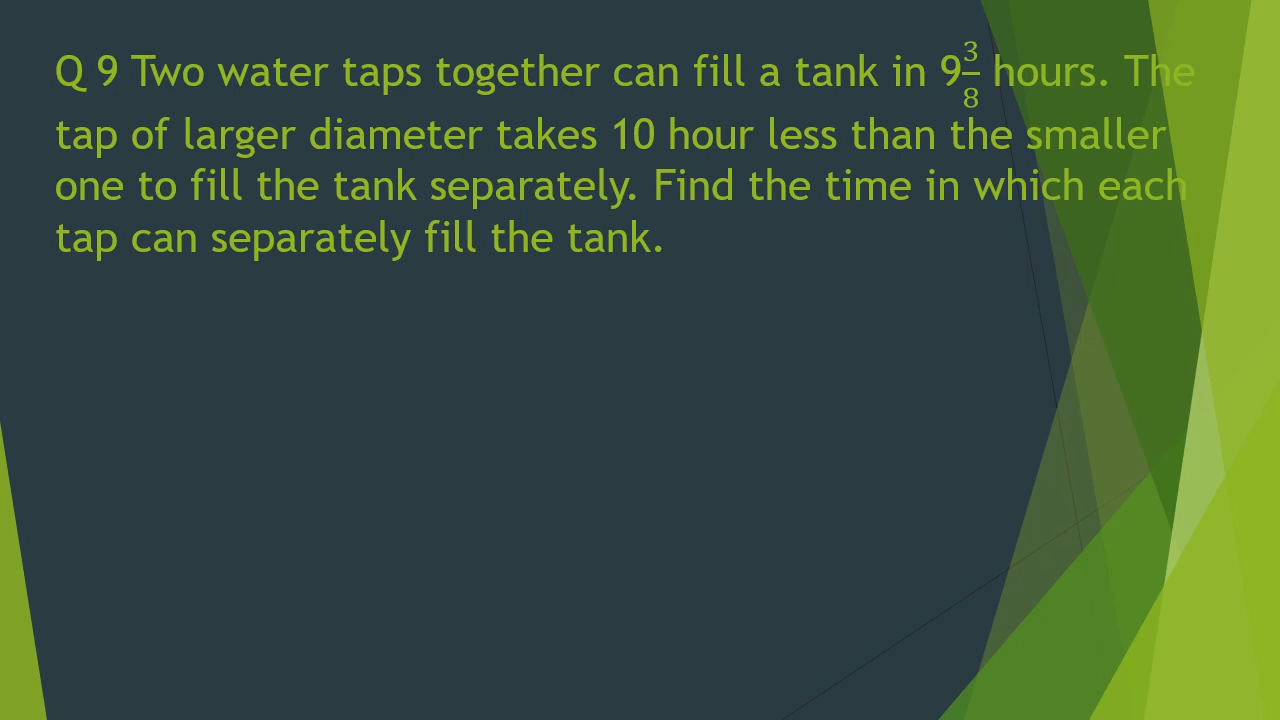 Q 9 Two water taps together can fill a tank in 9 3/8 hours. The
tap of larger diameter takes 10 hour less than the smaller
one to fill the tank separately. Find the time in which each
tap can separately fill the tank.